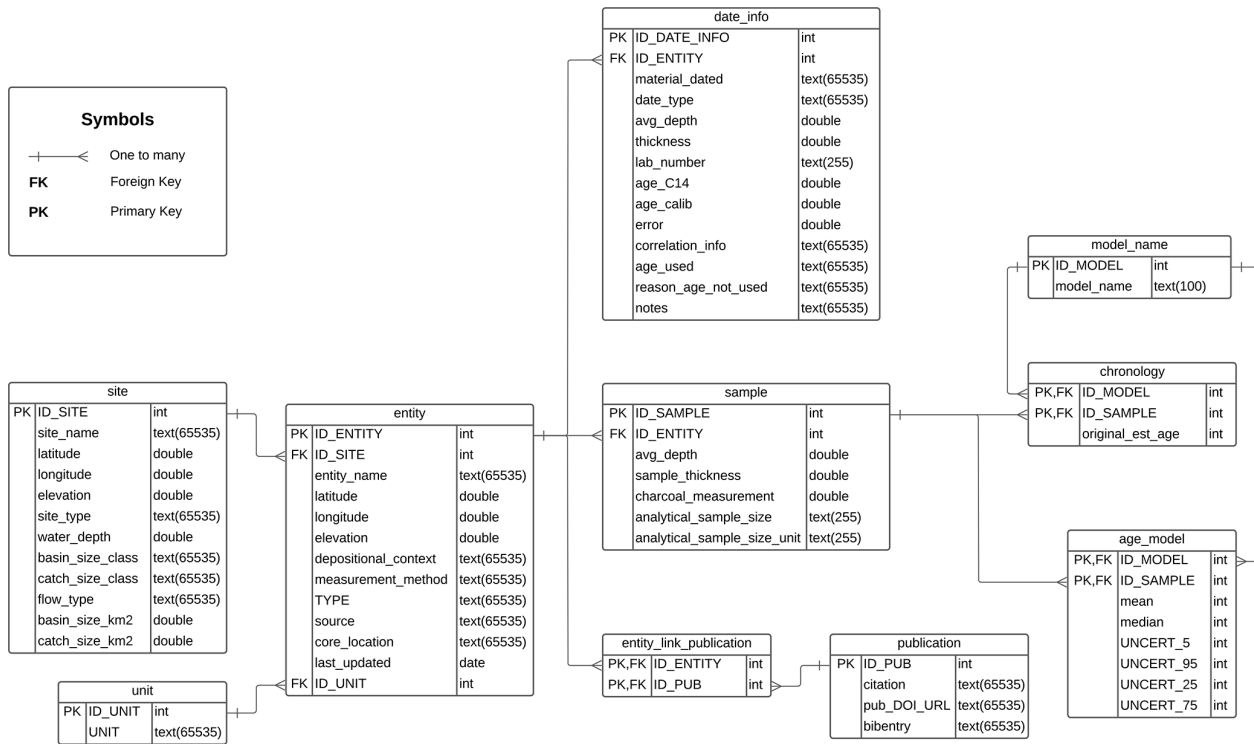 date_info
PK ID_DATE_INFO int
FK ID_ENTITY int
material_dated text(65535)
date_type text(65535)
avg_depth double
thickness double
lab_number text(255)
age_C14 double
age_calib double
error double
correlation_info text(65535)
age_used text(65535)
reason_age_not_used text(65535)
notes text(65535)
Symbols
One to many
FK Foreign Key
PK Primary Key
model_name
PK ID_MODEL int
model_name text(100)
site
PK ID_SITE int
site_name text(65535)
latitude double
longitude double
elevation double
site_type text(65535)
water_depth double
basin_size_class text(65535)
catch_size_class text(65535)
flow_type text(65535)
basin_size_km2 double
catch_size_km2 double
entity
PK ID_ENTITY int
FK ID_SITE int
entity_name text(65535)
latitude double
longitude double
elevation double
depositional_context text(65535)
measurement_method text(65535)
TYPE text(65535)
source text(65535)
core_location text(65535)
last_updated date
FK ID_UNIT int
sample
PK ID_SAMPLE int
FK ID_ENTITY int
avg_depth double
sample_thickness double
charcoal_measurement double
analytical_sample_size text(255)
analytical_sample_size_unit text(255)
chronology
PK,FK ID_MODEL int
PK,FK ID_SAMPLE int
original_est_age int
age_model
PK,FK ID_MODEL int
PK,FK ID_SAMPLE int
mean int
median int
UNCERT_5 int
UNCERT_95 int
UNCERT_25 int
UNCERT_75 int
unit
PK ID_UNIT int
UNIT text(65535)
entity_link_publication
PK,FK ID_ENTITY int
PK,FK ID_PUB int
publication
PK ID_PUB int
citation text(65535)
pub_DOI_URL text(65535)
bibentry text(65535)